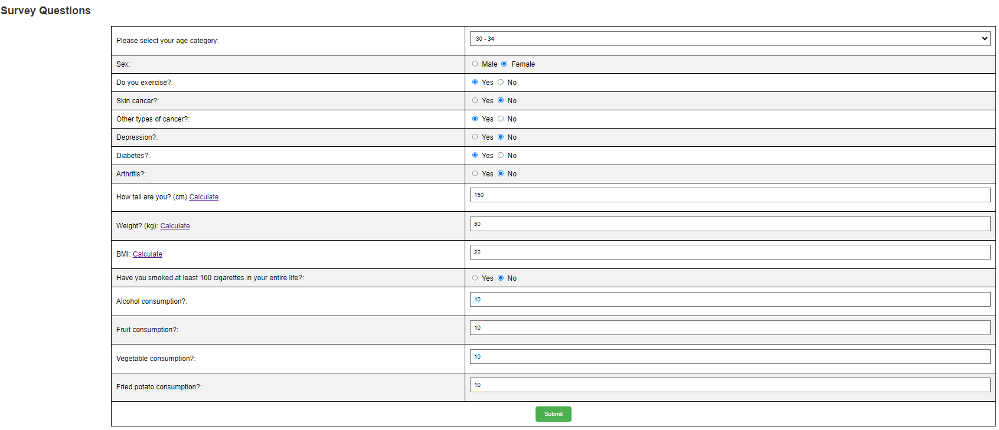 Survey Questions
Please select your age category: 30 - 34
Sex: Male Female
Do you exercise?: Yes No
Skin cancer?: Yes No
Other types of cancer?: Yes No
Depression?: Yes No
Diabetes?: Yes No
Arthritis?: Yes No
How tall are you? (cm) Calculate 150
Weight? (kg): Calculate 50
BMI: Calculate 22
Have you smoked at least 100 cigarettes in your entire life?: Yes No
Alcohol consumption?: 10
Fruit consumption?: 10
Vegetable consumption?: 10
Fried potato consumption?: 10
Submit